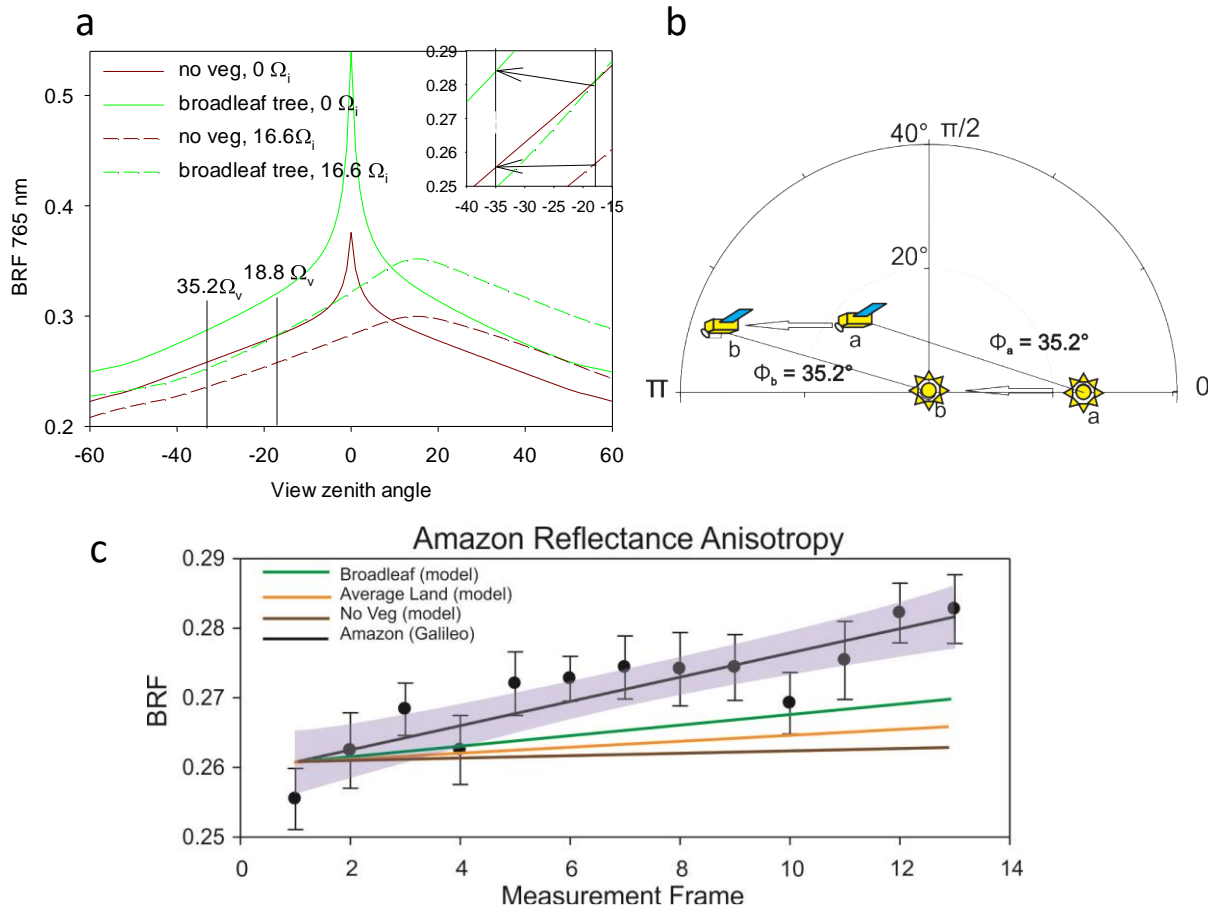 a
BRF 765 nm
0.5
0.4
0.3
0.2
no veg, 0 Ωi
broadleaf tree, 0 Ωi
no veg, 16.6Ωi
broadleaf tree, 16.6 Ωi
35.2Ωv
18.8 Ωv
-60 -40 -20 0 20 40 60
View zenith angle
0.29
0.28
0.27
0.26
0.25
-40 -35 -30 -25 -20 -15
b
40° π/2
20°
π
0
a
b
Φa = 35.2°
Φb = 35.2°
b
a
c
Amazon Reflectance Anisotropy
BRF
0.29
0.28
0.27
0.26
0.25
Broadleaf (model)
Average Land (model)
No Veg (model)
Amazon (Galileo)
0 2 4 6 8 10 12 14
Measurement Frame